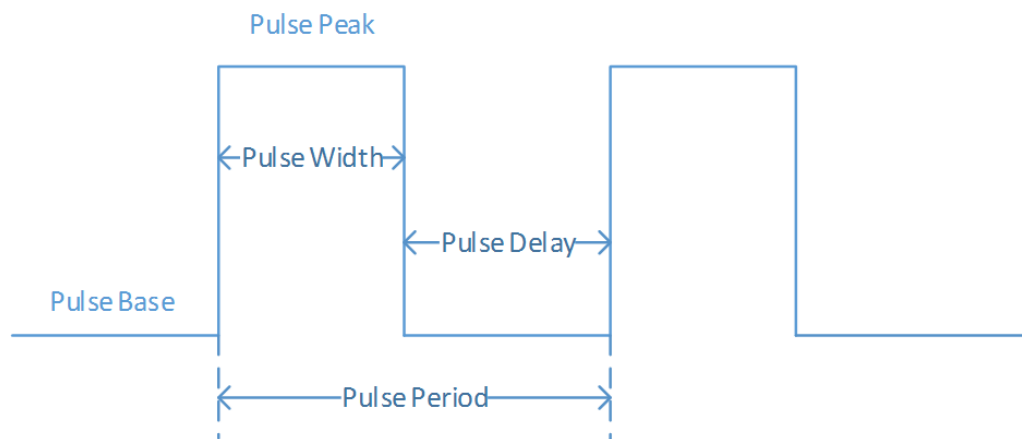 Pulse Peak
Pulse Width
Pulse Delay
Pulse Base
Pulse Period